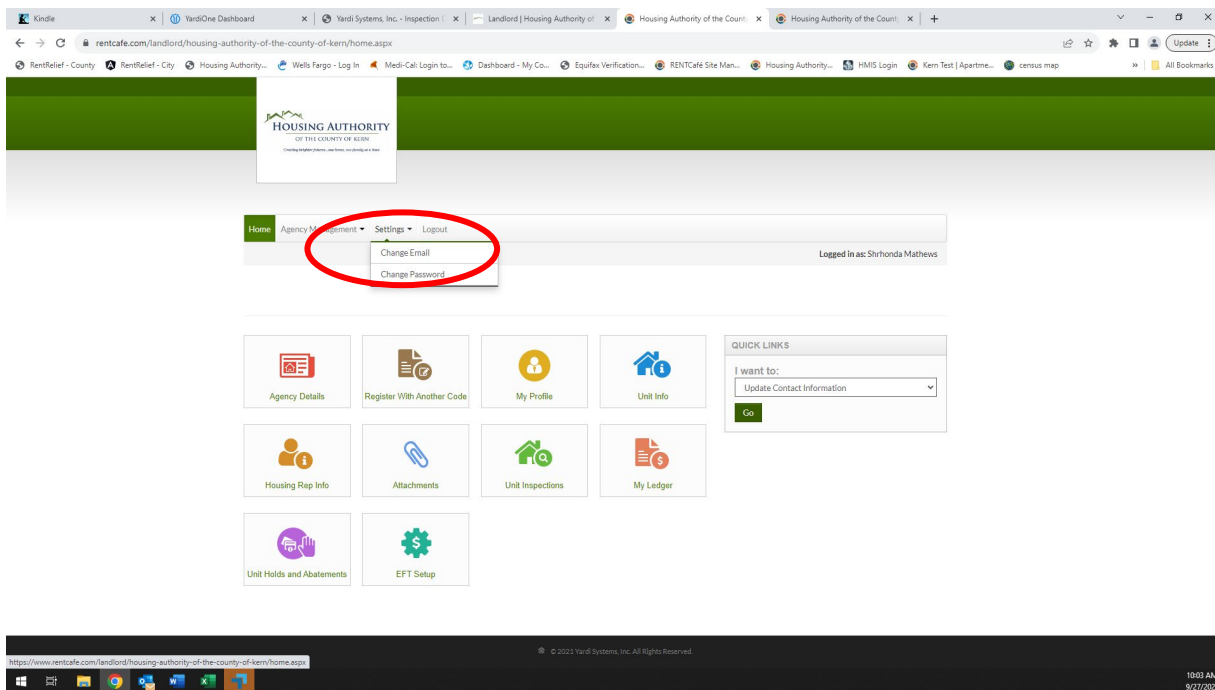 Kindle
YardiOne Dashboard
Yardi Systems, Inc. - Inspection
Landlord | Housing Authority of
Housing Authority of the Count
Housing Authority of the Count
rentcafe.com/landlord/housing-authority-of-the-county-of-kern/home.aspx
Update
RentRelief - County
RentRelief - City
Housing Authority...
Wells Fargo - Log In
Medi-Cal: Login to...
Dashboard - My Co...
Equifax Verification...
RENTCafé Site Man...
Housing Authority...
HMIS Login
Kern Test | Apartme...
census map
»
All Bookmarks
HOUSING AUTHORITY
OF THE COUNTY OF KERN
Home
Agency Management
Settings
Logout
Change Email
Logged in as: Shrhonda Mathews
Change Password
QUICK LINKS
I want to:
Update Contact Information
Go
Agency Details
Register With Another Code
My Profile
Unit Info
Housing Rep Info
Attachments
Unit Inspections
My Ledger
Unit Holds and Abatements
EFT Setup
© 2021 Yardi Systems, Inc. All Rights Reserved.
https://www.rentcafe.com/landlord/housing-authority-of-the-county-of-kern/home.aspx
10:03 AM
9/27/202